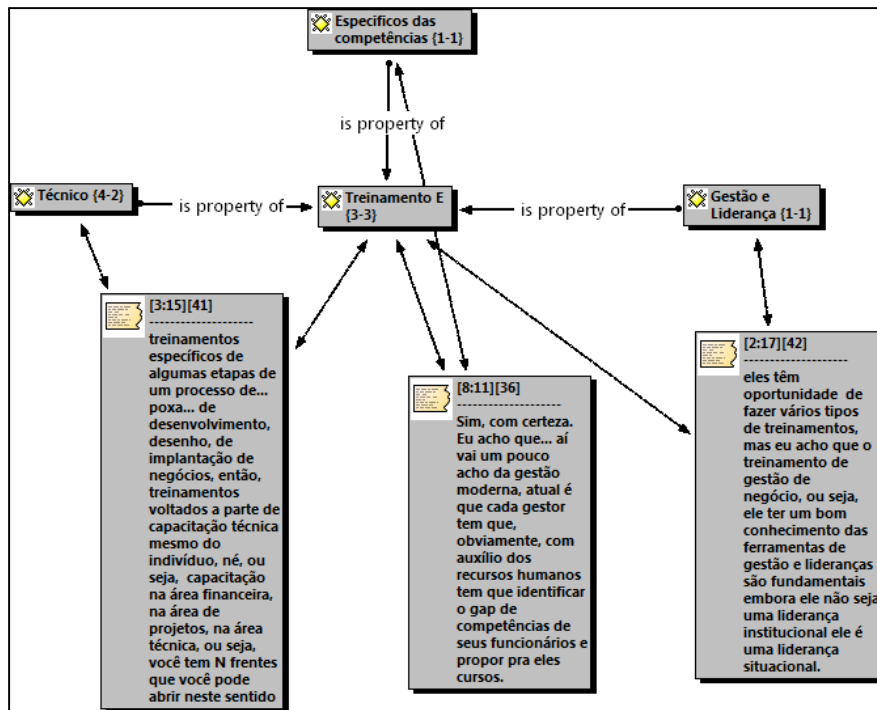 Especificos das
competências {1-1}
is property of
Técnico {4-2}
is property of
Treinamento E
{3-3}
is property of
Gestão e
Liderança {1-1}
[3:15][41]
--------------------
treinamentos
específicos de
algumas etapas de
um processo de...
poxa... de
desenvolvimento,
desenho, de
implantação de
negócios, então,
treinamentos
voltados a parte de
capacitação técnica
mesmo do
indivíduo, né, ou
seja, capacitação
na área financeira,
na área de
projetos, na área
técnica, ou seja,
você tem N frentes
que você pode
abrir neste sentido
[8:11][36]
--------------------
Sim, com certeza.
Eu acho que... aí
vai um pouco
acho da gestão
moderna, atual é
que cada gestor
tem que,
obviamente, com
auxílio dos
recursos humanos
tem que identificar
o gap de
competências de
seus funcionários e
propor pra eles
cursos.
[2:17][42]
--------------------
eles têm
oportunidade de
fazer vários tipos
de treinamentos,
mas eu acho que o
treinamento de
gestão de
negócio, ou seja,
ele ter um bom
conhecimento das
ferramentas de
gestão e lideranças
são fundamentais
embora ele não seja
uma liderança
institucional ele é
uma liderança
situacional.